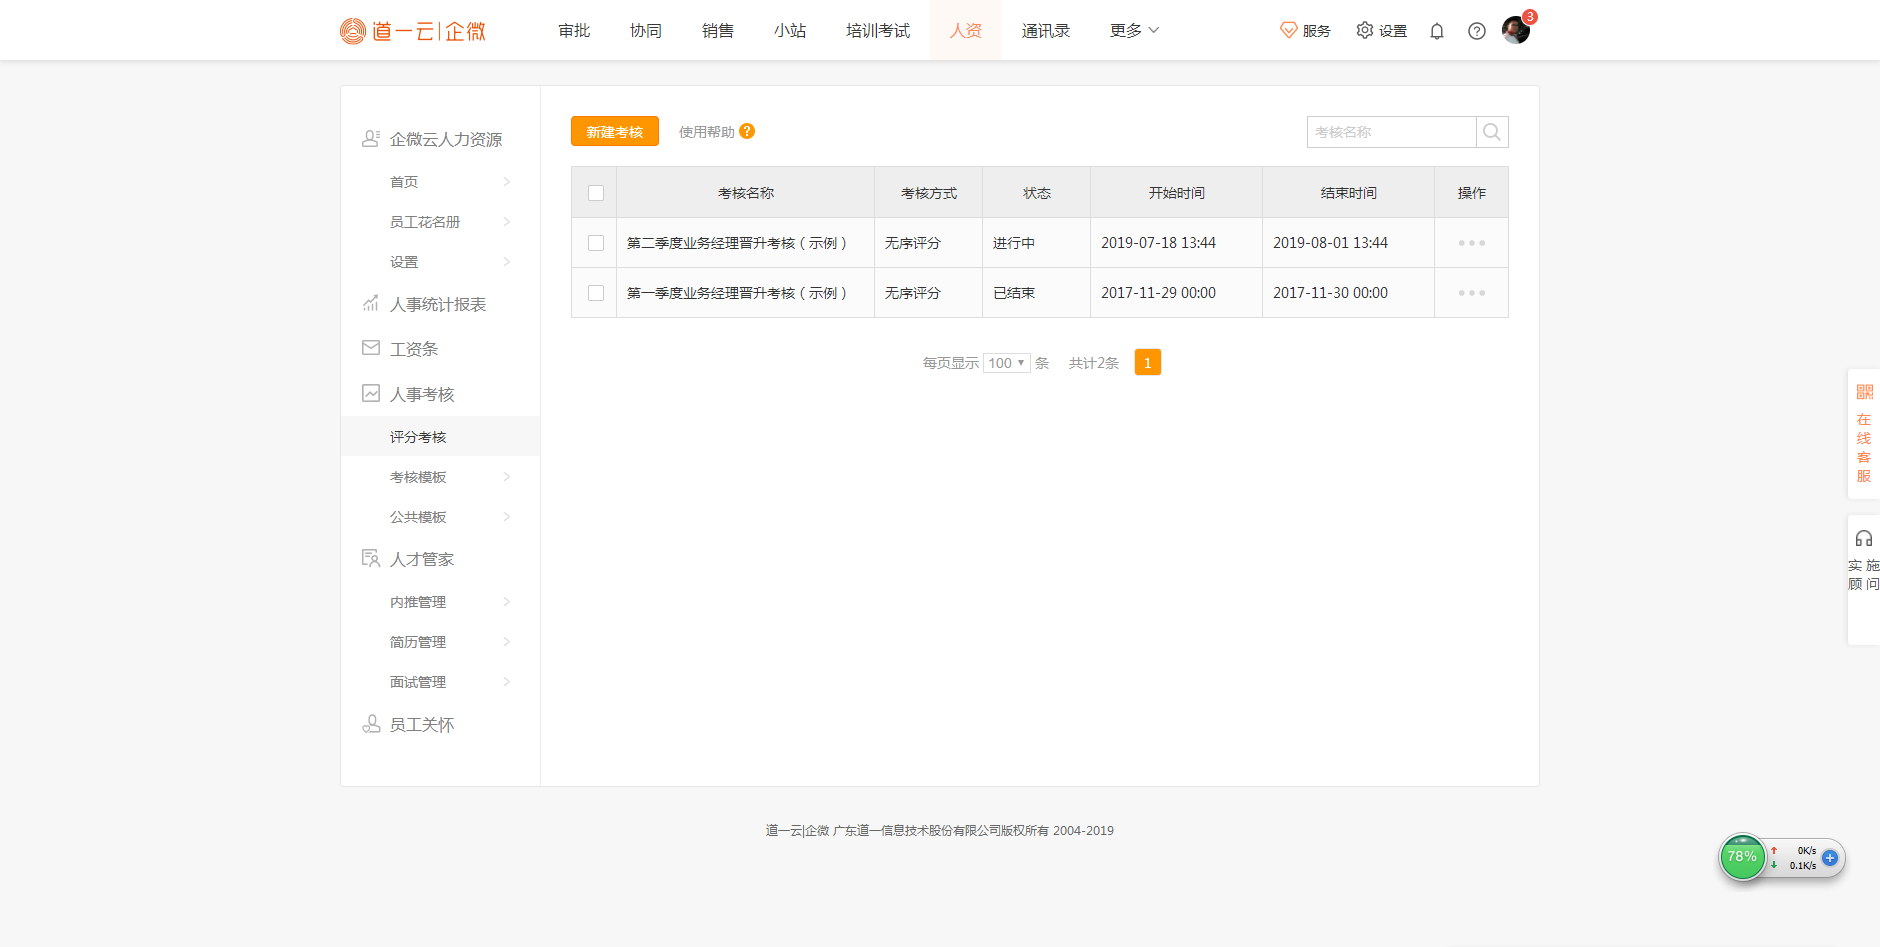 道一云|企微 审批 协同 销售 小站 培训考试 人资 通讯录 更多 服务 设置 3
企微云人力资源
首页
员工花名册
设置
人事统计报表
工资条
人事考核
评分考核
考核模板
公共模板
人才管家
内推管理
简历管理
面试管理
员工关怀
新建考核 使用帮助 ? 考核名称
考核名称 考核方式 状态 开始时间 结束时间 操作
第二季度业务经理晋升考核（示例） 无序评分 进行中 2019-07-18 13:44 2019-08-01 13:44
第一季度业务经理晋升考核（示例） 无序评分 已结束 2017-11-29 00:00 2017-11-30 00:00
每页显示 100 条 共计2条 1
在
线
客
服
实施
顾问
道一云|企微 广东道一信息技术股份有限公司版权所有 2004-2019
78% 0K/s
0.1K/s